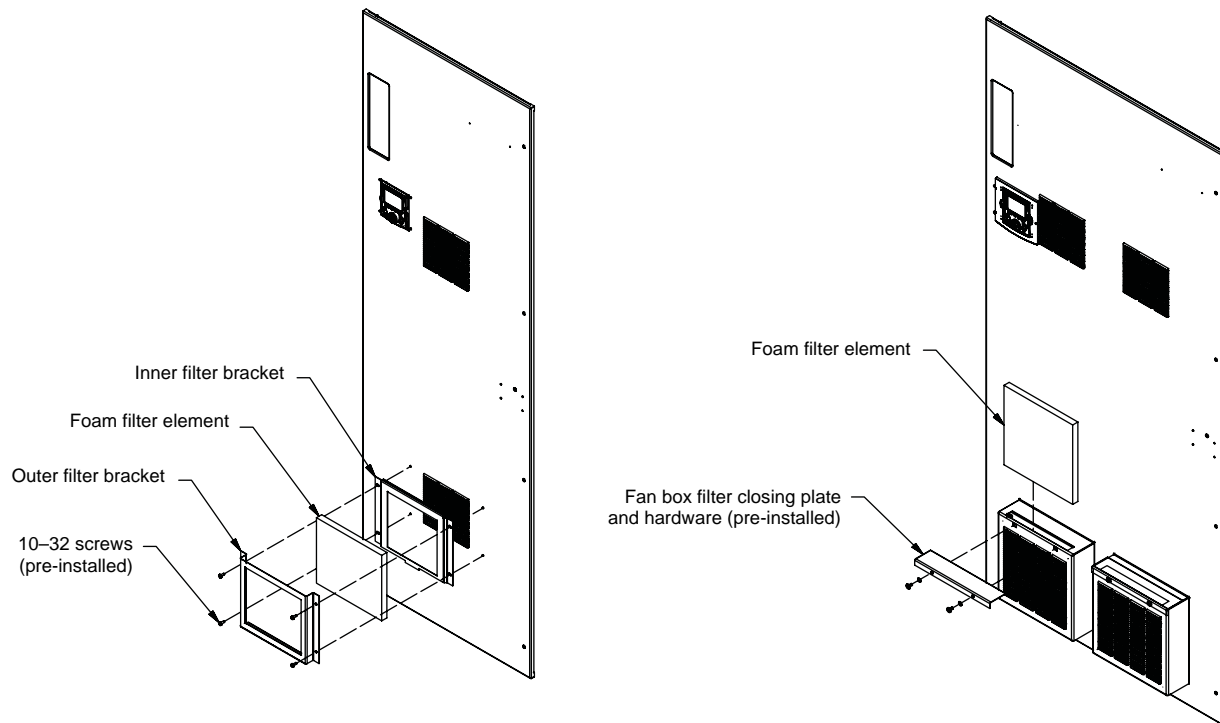 Inner filter bracket
Foam filter element
Outer filter bracket
10–32 screws
(pre-installed)
Foam filter element
Fan box filter closing plate
and hardware (pre-installed)